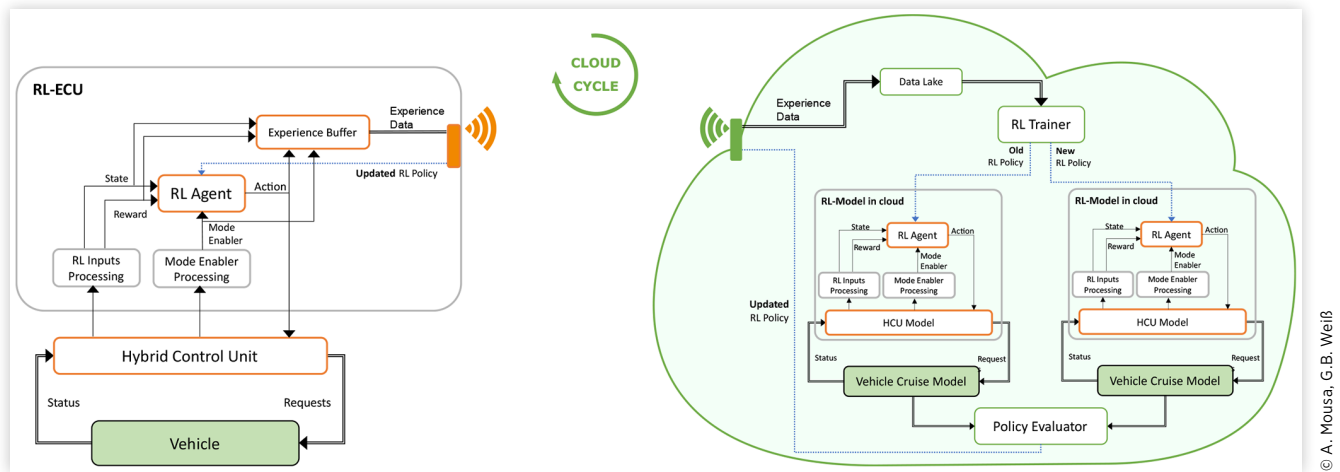 RL-ECU
Experience Buffer
Experience
Data
Updated RL Policy
State
RL Agent
Action
Reward
Mode
Enabler
RL Inputs
Processing
Mode Enabler
Processing
Hybrid Control Unit
Status
Requests
Vehicle
CLOUD
CYCLE
Experience
Data
Data Lake
RL Trainer
Old
RL Policy
New
RL Policy
RL-Model in cloud
State
RL Agent
Action
Reward
Mode
Enabler
RL Inputs
Processing
Mode Enabler
Processing
HCU Model
Status
Request
s
Vehicle Cruise Model
RL-Model in cloud
State
RL Agent
Action
Reward
Mode
Enabler
RL Inputs
Processing
Mode Enabler
Processing
HCU Model
Status
Request
Vehicle Cruise Model
Updated
RL Policy
Policy Evaluator
© A. Mousa, G.B. Weiß